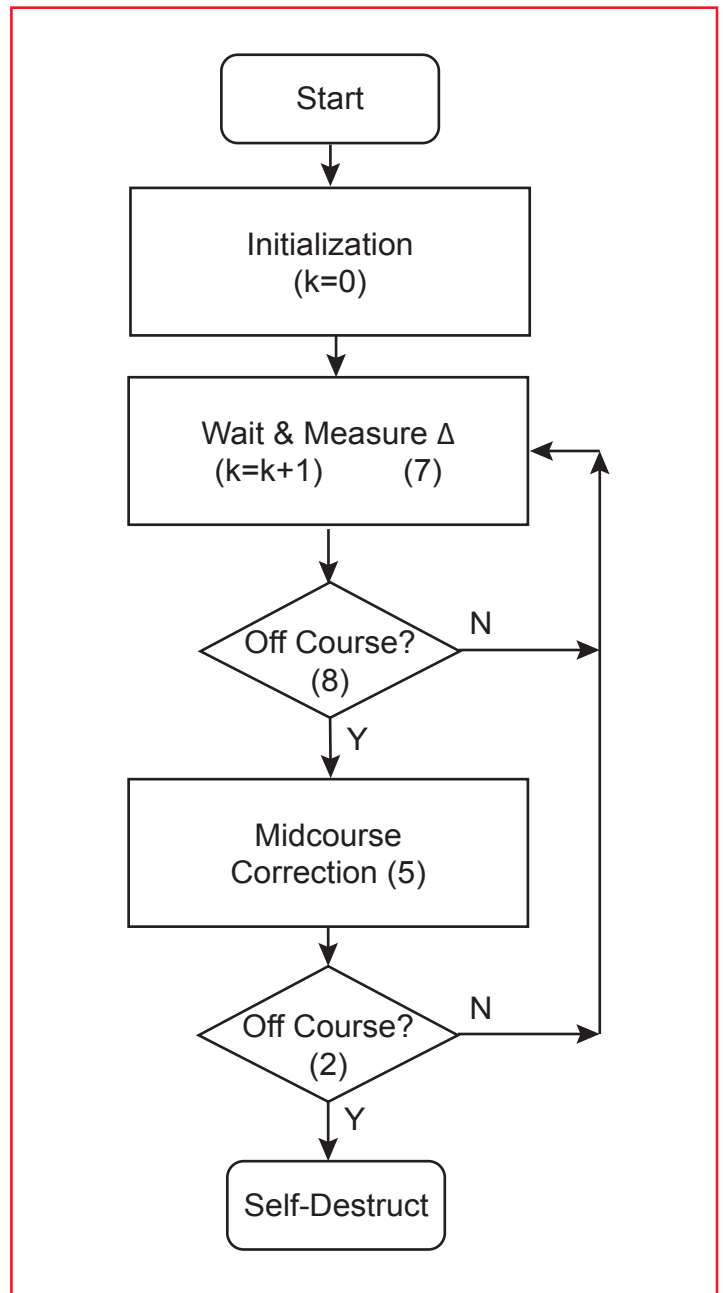 Start
Initialization
(k=0)
Wait & Measure Δ
(k=k+1) (7)
Off Course?
(8)
N
Y
Midcourse
Correction (5)
Off Course?
(2)
N
Y
Self-Destruct